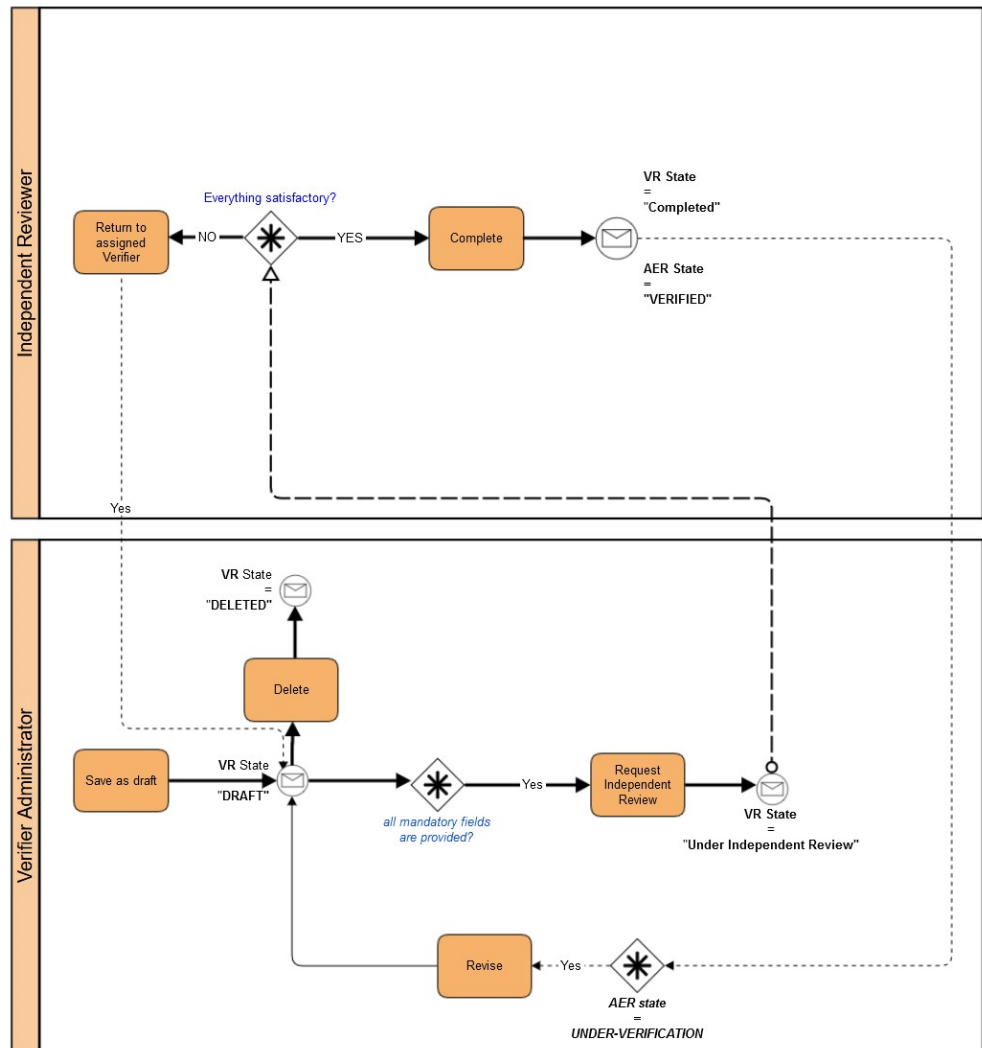 Independent Reviewer
Everything satisfactory?
Return to
assigned
Verifier
NO
YES
Complete
VR State
=
"Completed"
AER State
=
"VERIFIED"
Yes
Verifier Administrator
VR State
=
"DELETED"
Delete
Save as draft
VR State
=
"DRAFT"
all mandatory fields
are provided?
Yes
Request
Independent
Review
VR State
=
"Under Independent Review"
Revise
Yes
AER state
=
UNDER-VERIFICATION